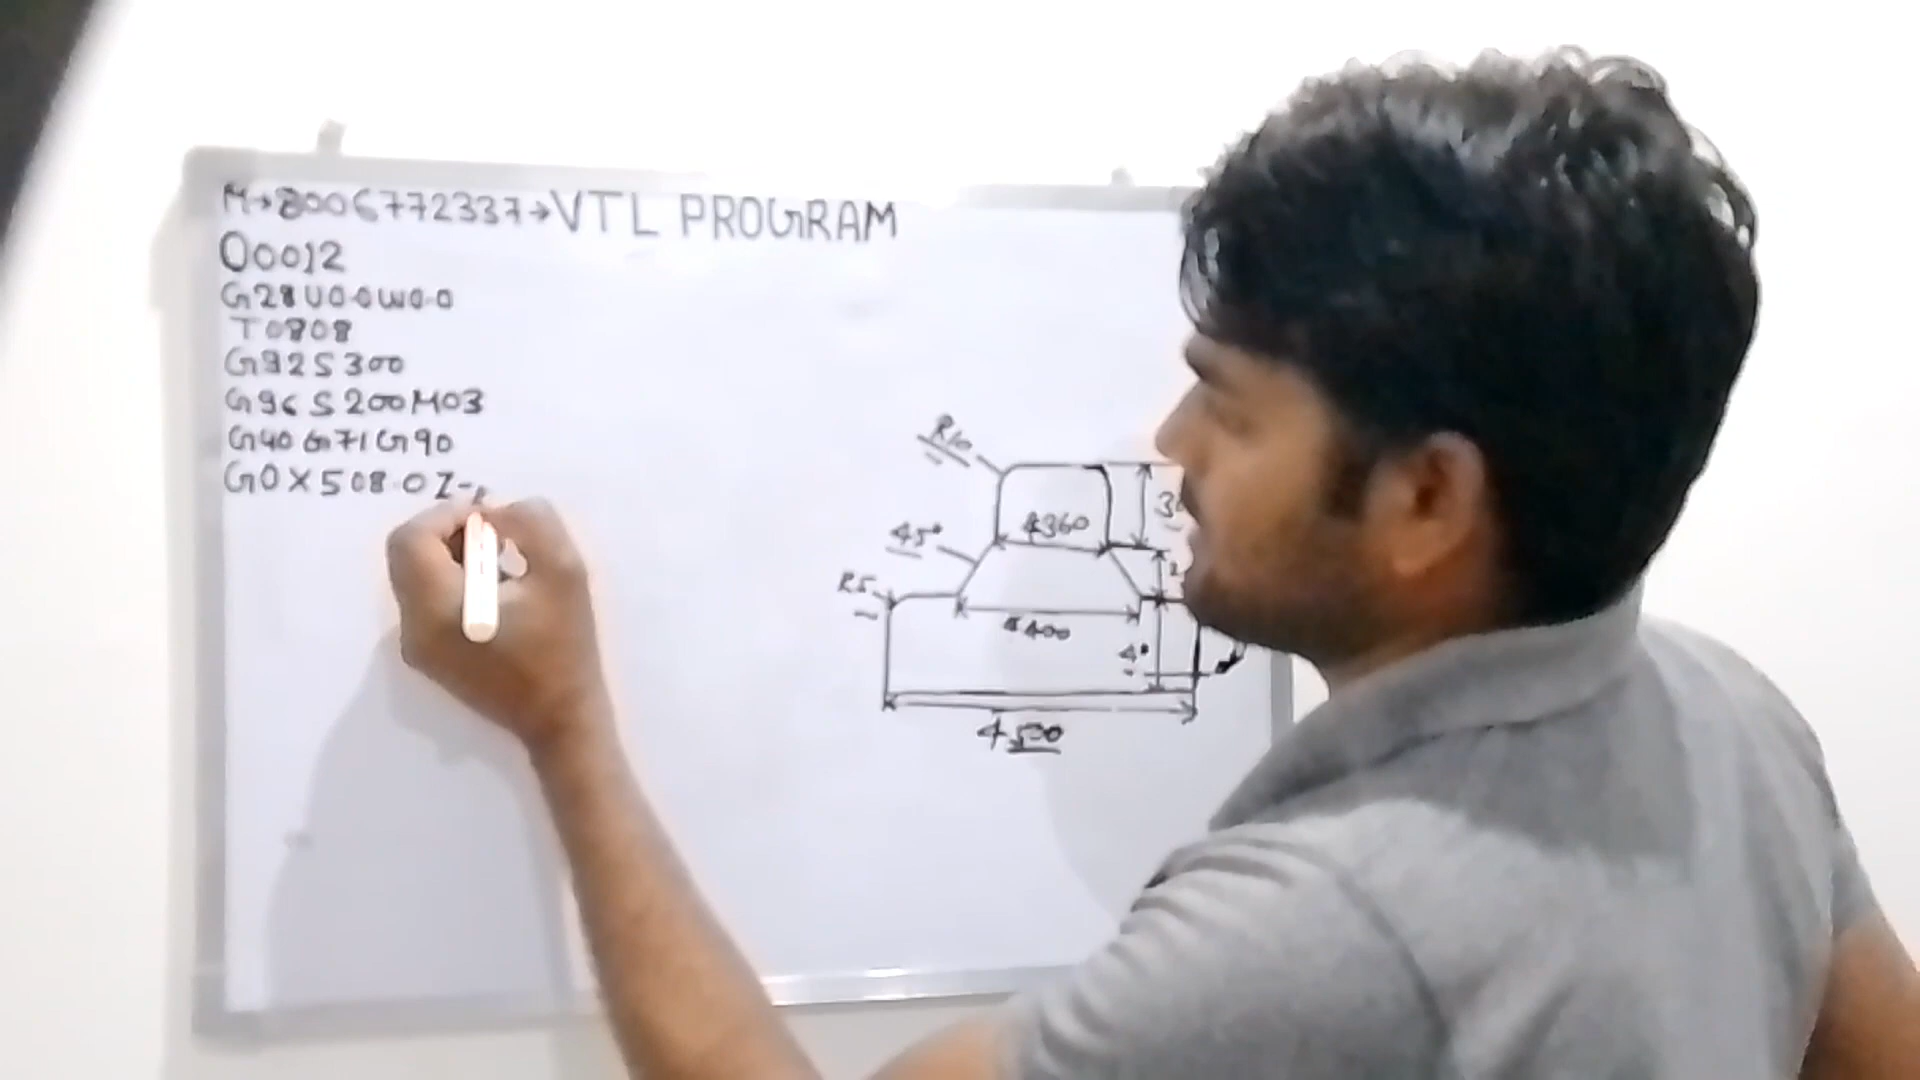 M→8006772337→VTL PROGRAM
O0012
G28U0.0W0.0
T0808
G92S300
G96S200M03
G40G71G90
G0X508.0Z-
R10
45°
R5
360
400
500